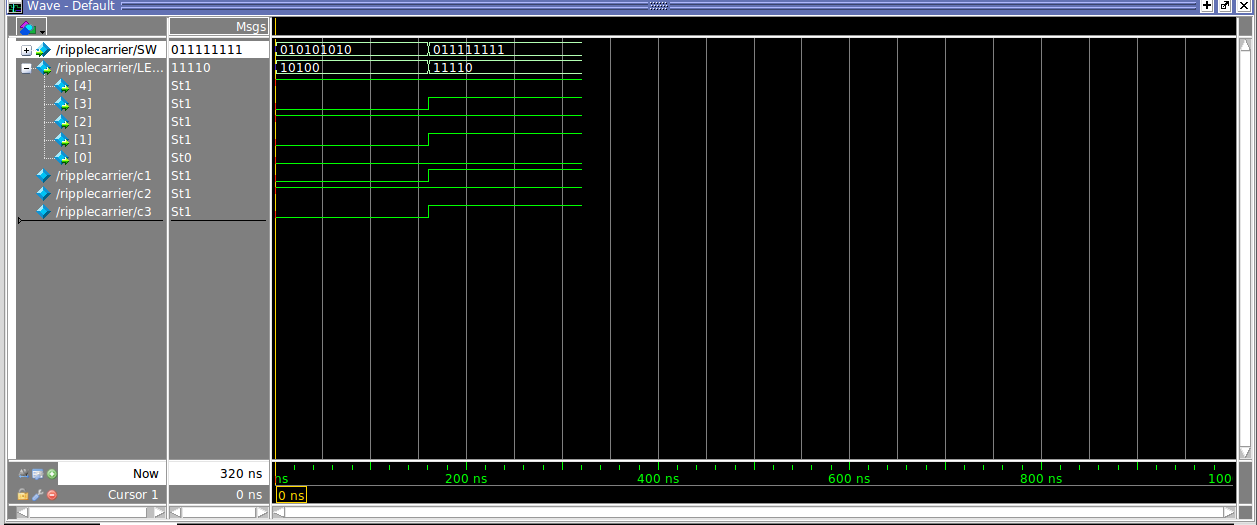 Wave - Default
Msgs
/ripplecarrier/SW 011111111 010101010 011111111
/ripplecarrier/LE... 11110 10100 11110
[4] St1
[3] St1
[2] St1
[1] St1
[0] St0
/ripplecarrier/c1 St1
/ripplecarrier/c2 St1
/ripplecarrier/c3 St1
Now 320 ns ns 200 ns 400 ns 600 ns 800 ns 100
Cursor 1 0 ns 0 ns